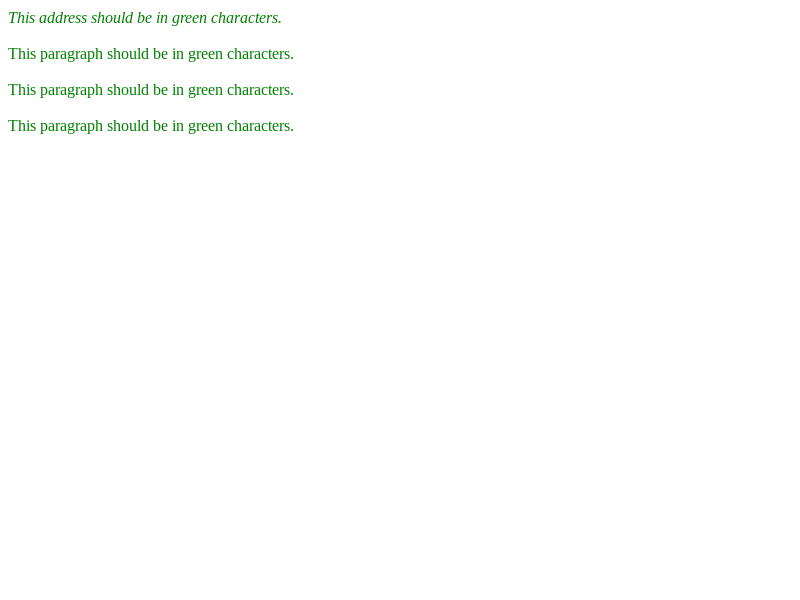 This address should be in green characters.
This paragraph should be in green characters.
This paragraph should be in green characters.
This paragraph should be in green characters.